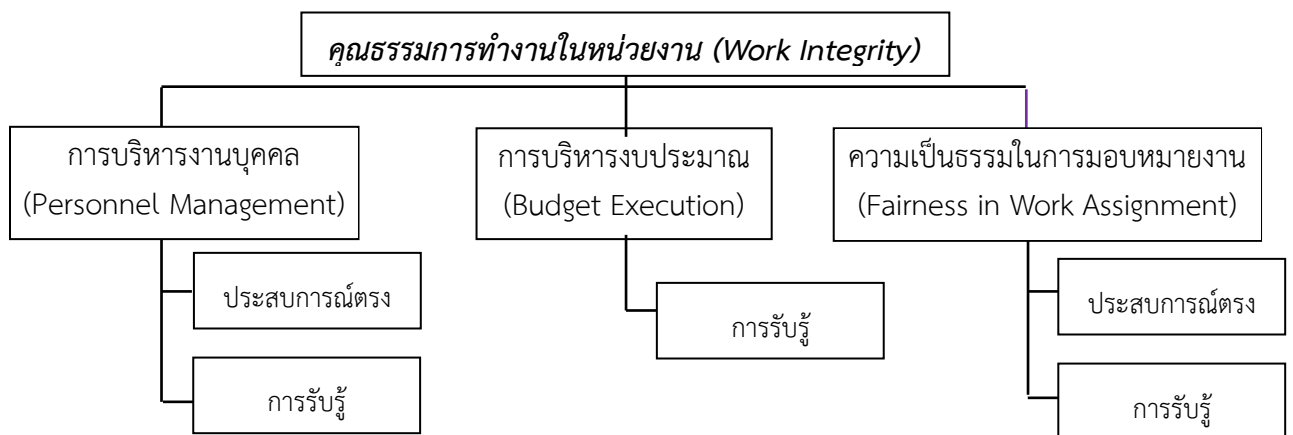 คุณธรรมการทำงานในหน่วยงาน (Work Integrity)
การบริหารงานบุคคล
(Personnel Management)
ประสบการณ์ตรง
การรับรู้
การบริหารงบประมาณ
(Budget Execution)
การรับรู้
ความเป็นธรรมในการมอบหมายงาน
(Fairness in Work Assignment)
ประสบการณ์ตรง
การรับรู้